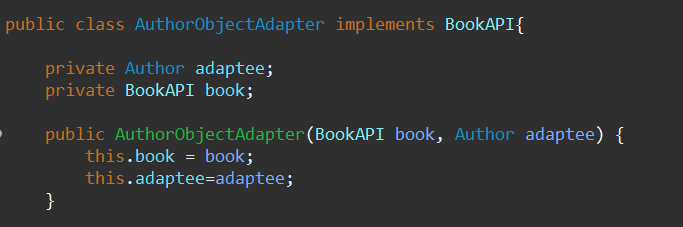 public class AuthorObjectAdapter implements BookAPI{
private Author adaptee;
private BookAPI book;
public AuthorObjectAdapter(BookAPI book, Author adaptee) {
this.book = book;
this.adaptee=adaptee;
}